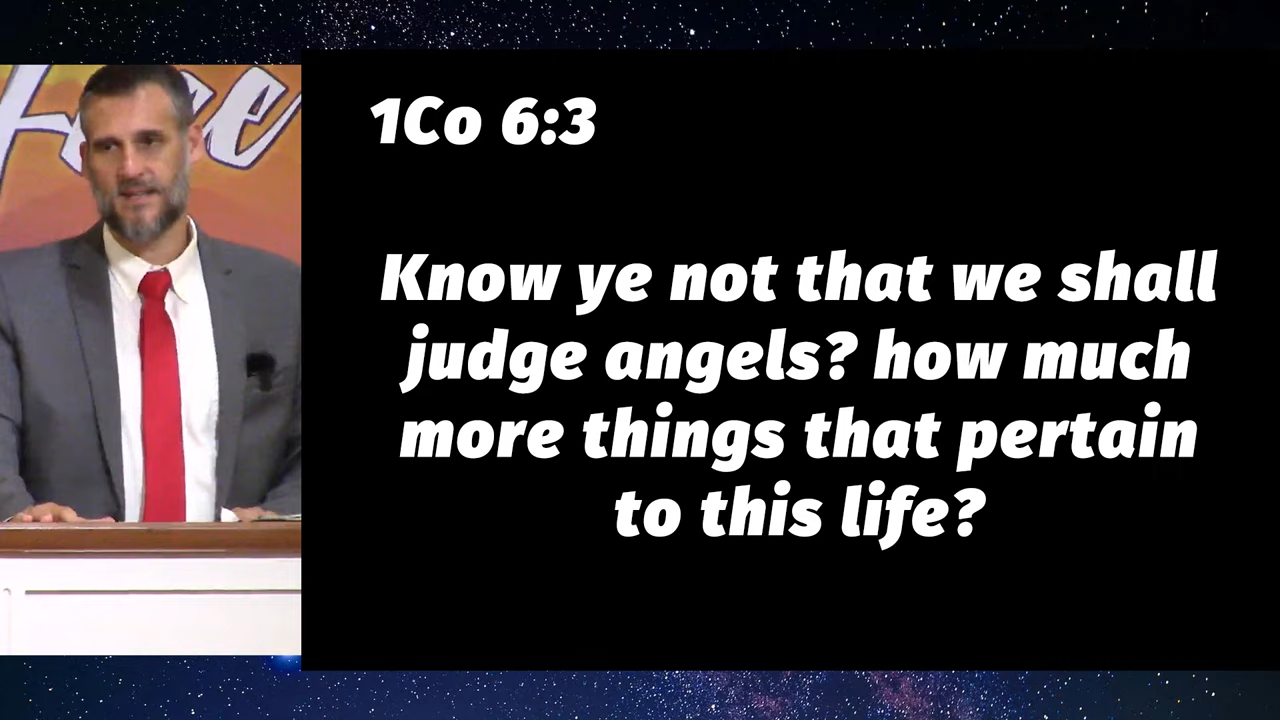 1Co 6:3
Know ye not that we shall
judge angels? how much
more things that pertain
to this life?